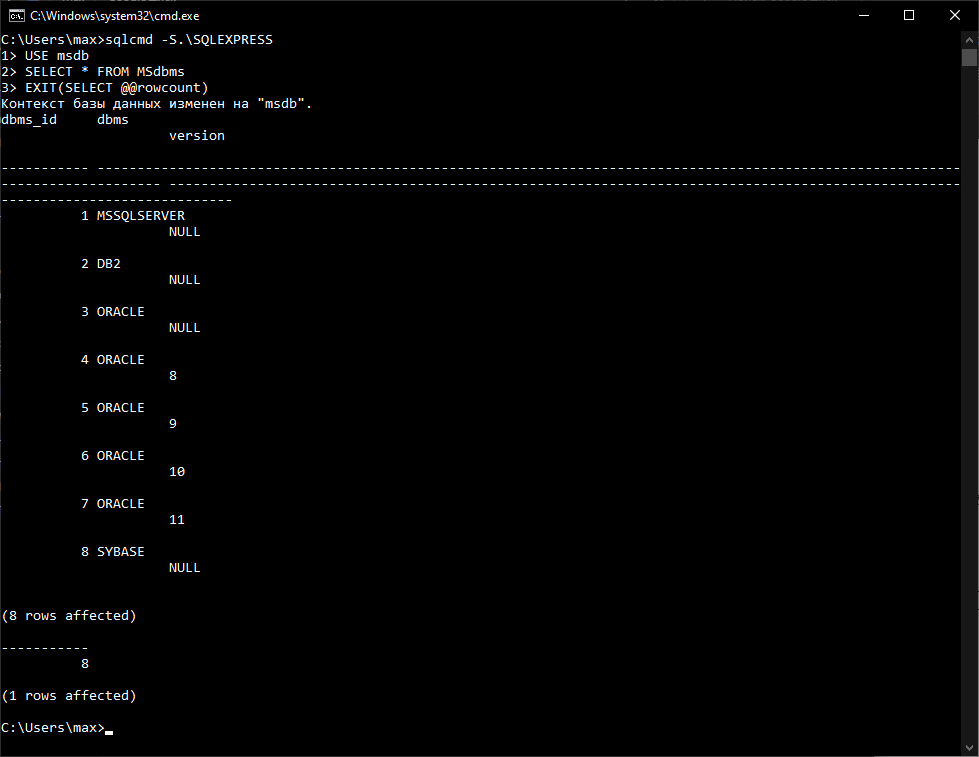 C:\Windows\system32\cmd.exe
C:\Users\max>sqlcmd -S.\SQLEXPRESS
1> USE msdb
2> SELECT * FROM MSdbms
3> EXIT(SELECT @@rowcount)
Контекст базы данных изменен на "msdb".
dbms_id     dbms
                     version

----------- ------------------------------------------------------------------------------------------------------------
-------------------- ---------------------------------------------------------------------------------------------------
-----------------------------
          1 MSSQLSERVER
                     NULL

          2 DB2
                     NULL

          3 ORACLE
                     NULL

          4 ORACLE
                     8

          5 ORACLE
                     9

          6 ORACLE
                     10

          7 ORACLE
                     11

          8 SYBASE
                     NULL


(8 rows affected)

-----------
          8

(1 rows affected)

C:\Users\max>